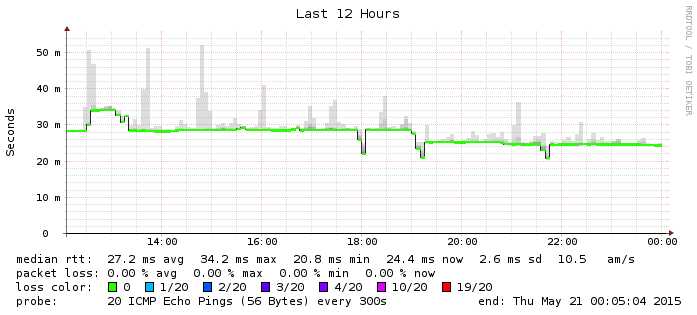 Last 12 Hours
RRDTOOL / TOBI OETIKER
Seconds
50 m
40 m
30 m
20 m
10 m
0
14:00 16:00 18:00 20:00 22:00 00:00
median rtt: 27.2 ms avg 34.2 ms max 20.8 ms min 24.4 ms now 2.6 ms sd 10.5 am/s
packet loss: 0.00 % avg 0.00 % max 0.00 % min 0.00 % now
loss color: 0 1/20 2/20 3/20 4/20 10/20 19/20
probe: 20 ICMP Echo Pings (56 Bytes) every 300s end: Thu May 21 00:05:04 2015